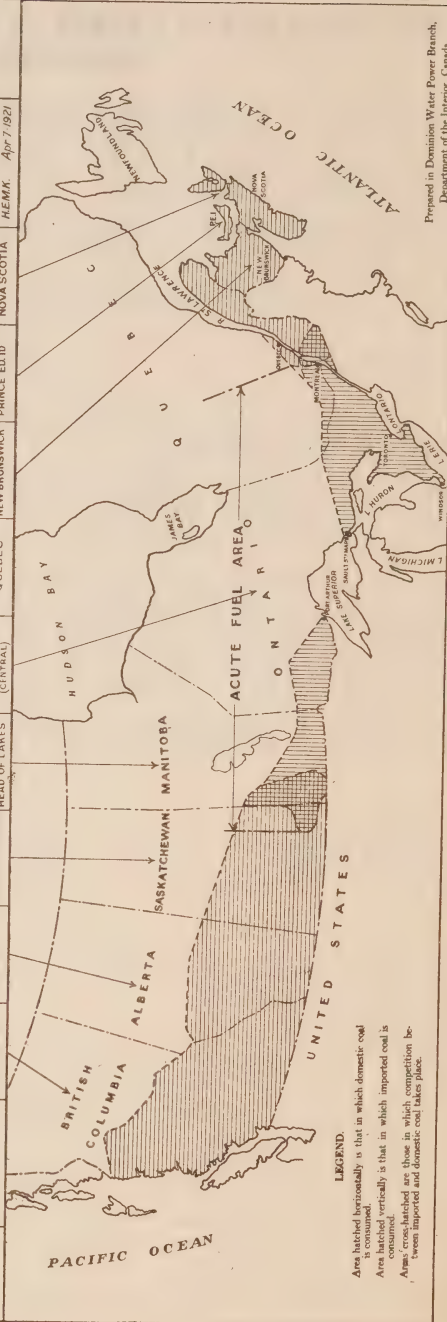 HEAD OF LAKES
(CENTRAL)
QUEBEC
NEW BRUNSWICK
PRINCE ED. ID
NOVA SCOTIA
H.E.M.K. Apr 7 1921
HUDSON BAY
JAMES BAY
QUEBEC
NEWFOUNDLAND
BRITISH
COLUMBIA
ALBERTA
SASKATCHEWAN
MANITOBA
ACUTE FUEL AREA
ONTARIO
R. ST. LAWRENCE
P.E.I.
C.B.
NOVA
SCOTIA
NEW
BRUNSWICK
QUEBEC
MONTREAL
PORT ARTHUR
LAKE SUPERIOR
SAULT STE MARIE
L. HURON
L. MICHIGAN
TORONTO
L. ONTARIO
L. ERIE
WINDSOR
PACIFIC OCEAN
UNITED STATES
ATLANTIC OCEAN
LEGEND.
Area hatched horizontally is that in which domestic coal
is consumed.
Area hatched vertically is that in which imported coal is
consumed.
Areas cross-hatched are those in which competition be-
tween imported and domestic coal takes place.
Prepared in Dominion Water Power Branch,
Department of the Interior, Canada